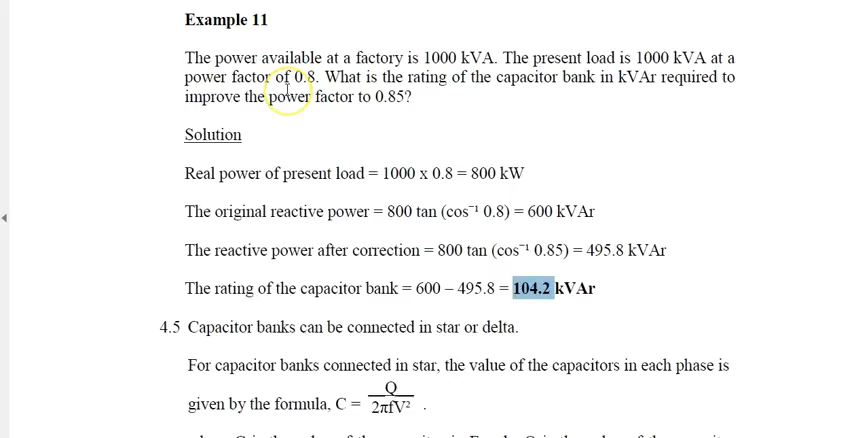 Example 11
The power available at a factory is 1000 kVA. The present load is 1000 kVA at a
power factor of 0.8. What is the rating of the capacitor bank in kVAr required to
improve the power factor to 0.85?
Solution
Real power of present load = 1000 x 0.8 = 800 kW
The original reactive power = 800 tan (cos⁻¹ 0.8) = 600 kVAr
The reactive power after correction = 800 tan (cos⁻¹ 0.85) = 495.8 kVAr
The rating of the capacitor bank = 600 – 495.8 = 104.2 kVAr
4.5 Capacitor banks can be connected in star or delta.
For capacitor banks connected in star, the value of the capacitors in each phase is
given by the formula, C = Q / 2πfV² .